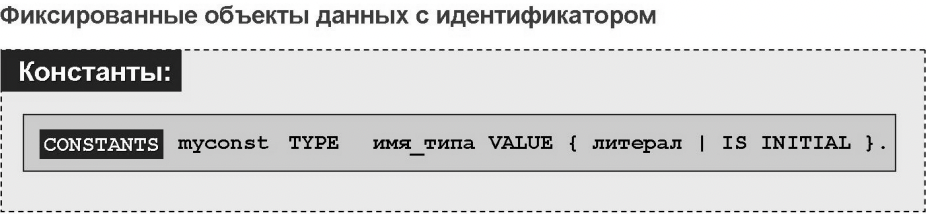 Фиксированные объекты данных с идентификатором
Константы:
CONSTANTS myconst TYPE имя_типа VALUE { литерал | IS INITIAL }.